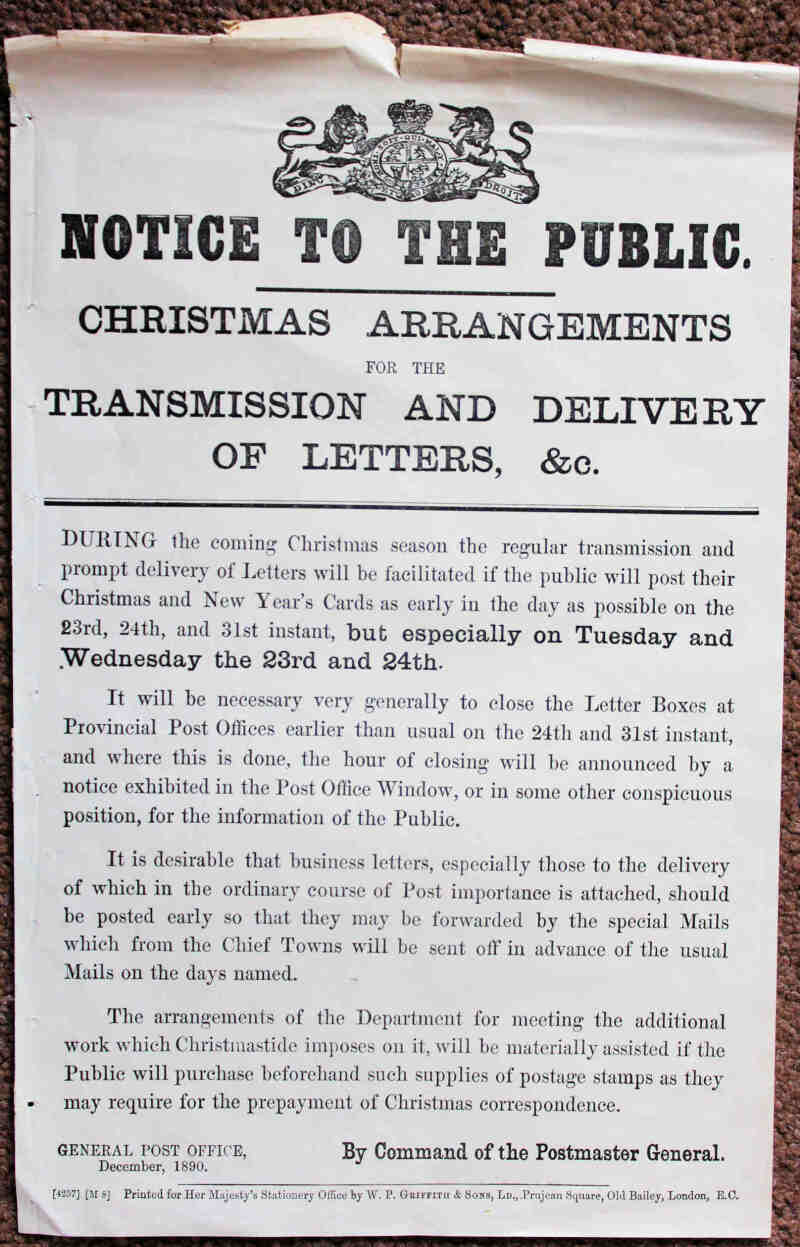 HONI SOIT QUI MAL Y PENSE
DIEU ET MON DROIT
NOTICE TO THE PUBLIC.
CHRISTMAS ARRANGEMENTS
FOR THE
TRANSMISSION AND DELIVERY
OF LETTERS, &c.
DURING the coming Christmas season the regular transmission and
prompt delivery of Letters will be facilitated if the public will post their
Christmas and New Year's Cards as early in the day as possible on the
23rd, 24th, and 31st instant, but especially on Tuesday and
Wednesday the 23rd and 24th.
It will be necessary very generally to close the Letter Boxes at
Provincial Post Offices earlier than usual on the 24th and 31st instant,
and where this is done, the hour of closing will be announced by a
notice exhibited in the Post Office Window, or in some other conspicuous
position, for the information of the Public.
It is desirable that business letters, especially those to the delivery
of which in the ordinary course of Post importance is attached, should
be posted early so that they may be forwarded by the special Mails
which from the Chief Towns will be sent off in advance of the usual
Mails on the days named.
The arrangements of the Department for meeting the additional
work which Christmastide imposes on it, will be materially assisted if the
Public will purchase beforehand such supplies of postage stamps as they
may require for the prepayment of Christmas correspondence.
GENERAL POST OFFICE,
December, 1890.
By Command of the Postmaster General.
[4257] [M S] Printed for Her Majesty's Stationery Office by W. P. GRIFFITH & SONS, LD., Prujean Square, Old Bailey, London, E.C.